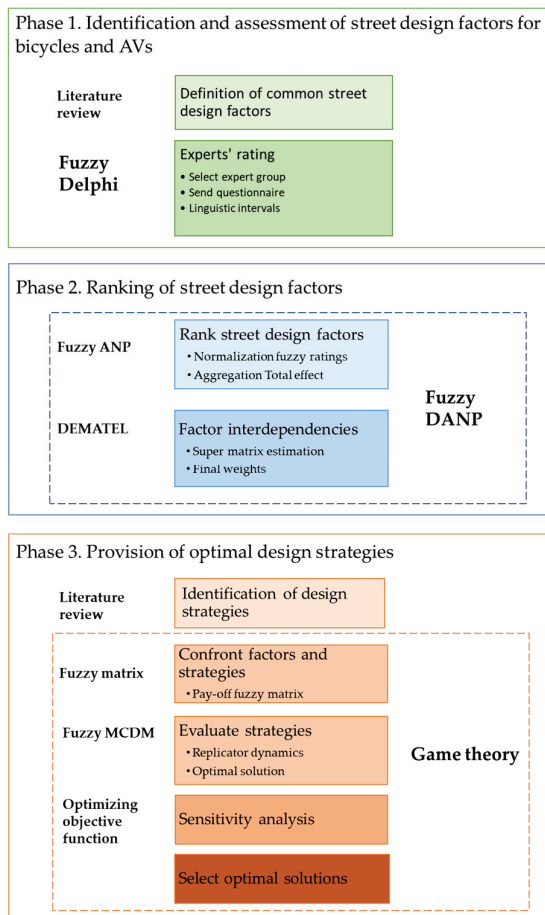 Phase 1. Identification and assessment of street design factors for
bicycles and AVs
Literature
review
Definition of common street
design factors
Fuzzy
Delphi
Experts' rating
• Select expert group
• Send questionnaire
• Linguistic intervals
Phase 2. Ranking of street design factors
Fuzzy ANP
Rank street design factors
• Normalization fuzzy ratings
• Aggregation Total effect
DEMATEL
Factor interdependencies
• Super matrix estimation
• Final weights
Fuzzy
DANP
Phase 3. Provision of optimal design strategies
Literature
review
Identification of design
strategies
Fuzzy matrix
Confront factors and
strategies
• Pay-off fuzzy matrix
Fuzzy MCDM
Evaluate strategies
• Replicator dynamics
• Optimal solution
Game theory
Optimizing
objective
function
Sensitivity analysis
Select optimal solutions